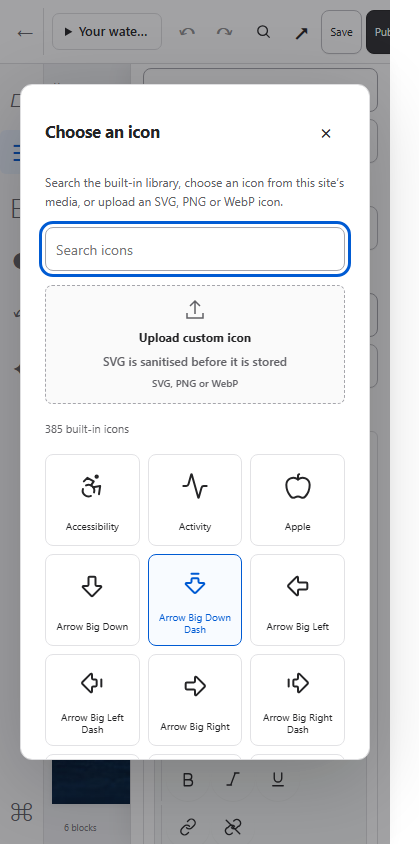 Your wate...
Save
Pub
Choose an icon
Search the built-in library, choose an icon from this site's
media, or upload an SVG, PNG or WebP icon.
Search icons
Upload custom icon
SVG is sanitised before it is stored
SVG, PNG or WebP
385 built-in icons
Accessibility
Activity
Apple
Arrow Big Down
Arrow Big Down
Dash
Arrow Big Left
Arrow Big Left
Dash
Arrow Big Right
Arrow Big Right
Dash
B
I
U
6 blocks